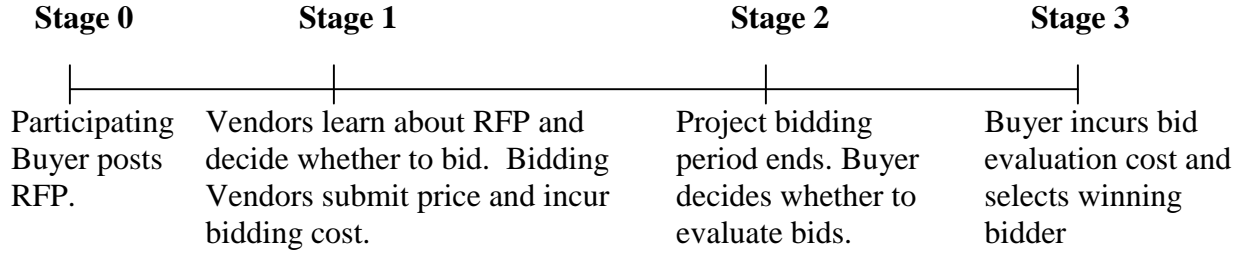 Stage 0
Stage 1
Stage 2
Stage 3
Participating
Buyer posts
RFP.
Vendors learn about RFP and
decide whether to bid.  Bidding
Vendors submit price and incur
bidding cost.
Project bidding
period ends. Buyer
decides whether to
evaluate bids.
Buyer incurs bid
evaluation cost and
selects winning
bidder